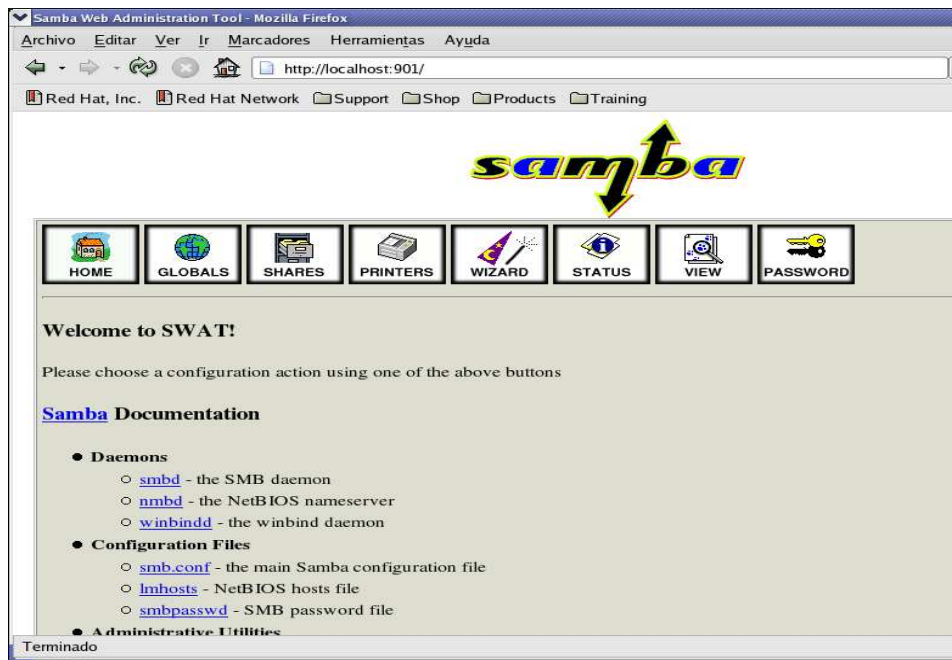 Samba Web Administration Tool - Mozilla Firefox
Archivo Editar Ver Ir Marcadores Herramientas Ayuda
http://localhost:901/
Red Hat, Inc. Red Hat Network Support Shop Products Training
samba
HOME GLOBALS SHARES PRINTERS WIZARD STATUS VIEW PASSWORD
Welcome to SWAT!
Please choose a configuration action using one of the above buttons
Samba Documentation
Daemons
smbd - the SMB daemon
nmbd - the NetBIOS nameserver
winbindd - the winbind daemon
Configuration Files
smb.conf - the main Samba configuration file
lmhosts - NetBIOS hosts file
smbpasswd - SMB password file
Administrative Utilities
Terminado